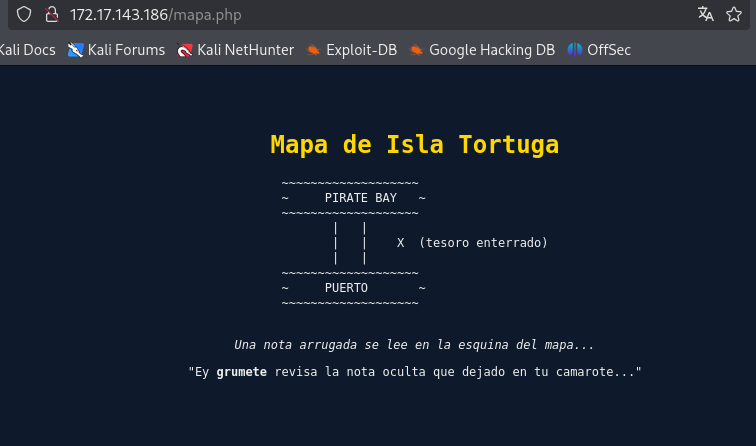 172.17.143.186/mapa.php
Kali Docs Kali Forums Kali NetHunter Exploit-DB Google Hacking DB OffSec
Mapa de Isla Tortuga
~~~~~~~~~~~~~~~~~~~
~     PIRATE BAY   ~
~~~~~~~~~~~~~~~~~~~
|   |
|   |    X  (tesoro enterrado)
|   |
~~~~~~~~~~~~~~~~~~~
~     PUERTO       ~
~~~~~~~~~~~~~~~~~~~
Una nota arrugada se lee en la esquina del mapa...
"Ey grumete revisa la nota oculta que dejado en tu camarote..."